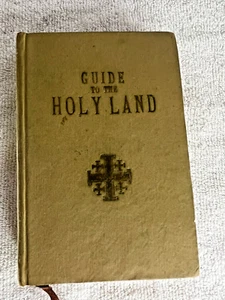 GUIDE
TO THE
HOLY LAND